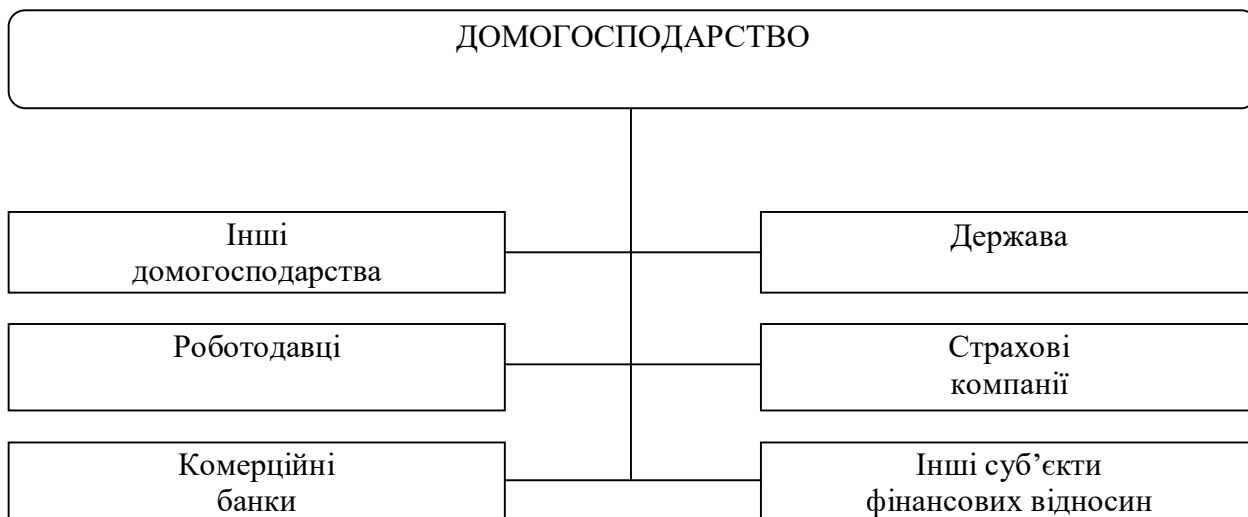 ДОМОГОСПОДАРСТВО
Інші
домогосподарства
Держава
Роботодавці
Страхові
компанії
Комерційні
банки
Інші суб’єкти
фінансових відносин